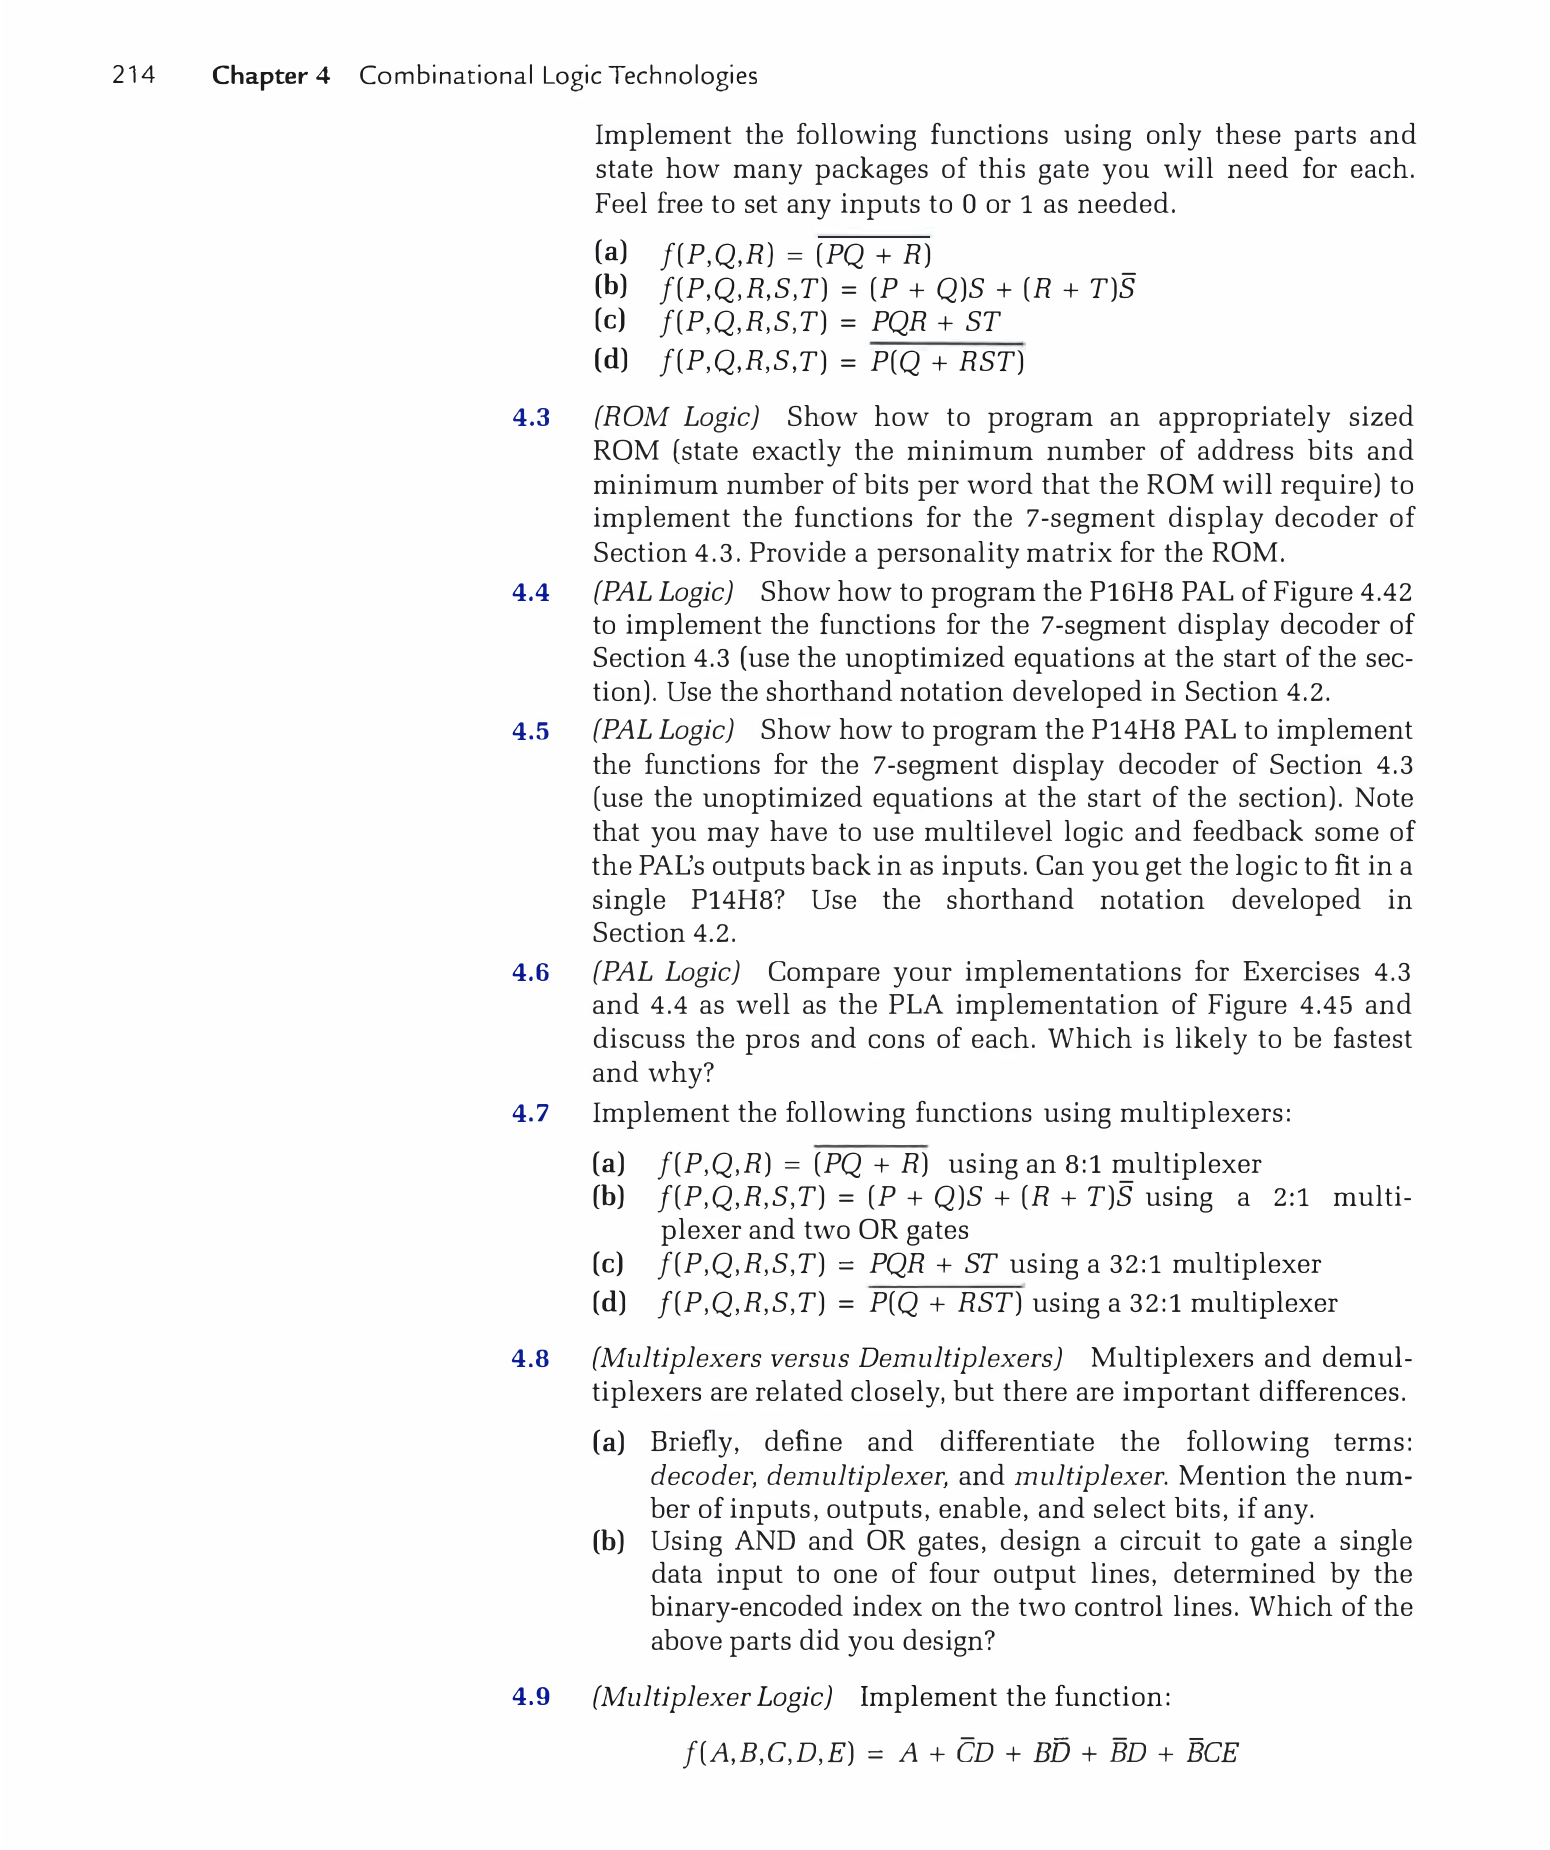 214 Chapter 4 Combinational Logic Technologies
Implement the following functions using only these parts and
state how many packages of this gate you will need for each.
Feel free to set any inputs to 0 or 1 as needed.
(a) f(P,Q,R) = \overline{(PQ + R)}
(b) f(P,Q,R,S,T) = (P + Q)S + (R + T)S̄
(c) f(P,Q,R,S,T) = PQR + ST
(d) f(P,Q,R,S,T) = \overline{P(Q + RST)}
4.3 (ROM Logic) Show how to program an appropriately sized
ROM (state exactly the minimum number of address bits and
minimum number of bits per word that the ROM will require) to
implement the functions for the 7-segment display decoder of
Section 4.3. Provide a personality matrix for the ROM.
4.4 (PAL Logic) Show how to program the P16H8 PAL of Figure 4.42
to implement the functions for the 7-segment display decoder of
Section 4.3 (use the unoptimized equations at the start of the sec-
tion). Use the shorthand notation developed in Section 4.2.
4.5 (PAL Logic) Show how to program the P14H8 PAL to implement
the functions for the 7-segment display decoder of Section 4.3
(use the unoptimized equations at the start of the section). Note
that you may have to use multilevel logic and feedback some of
the PAL's outputs back in as inputs. Can you get the logic to fit in a
single P14H8? Use the shorthand notation developed in
Section 4.2.
4.6 (PAL Logic) Compare your implementations for Exercises 4.3
and 4.4 as well as the PLA implementation of Figure 4.45 and
discuss the pros and cons of each. Which is likely to be fastest
and why?
4.7 Implement the following functions using multiplexers:
(a) f(P,Q,R) = \overline{(PQ + R)} using an 8:1 multiplexer
(b) f(P,Q,R,S,T) = (P + Q)S + (R + T)S̄ using a 2:1 multi-
plexer and two OR gates
(c) f(P,Q,R,S,T) = PQR + ST using a 32:1 multiplexer
(d) f(P,Q,R,S,T) = \overline{P(Q + RST)} using a 32:1 multiplexer
4.8 (Multiplexers versus Demultiplexers) Multiplexers and demul-
tiplexers are related closely, but there are important differences.
(a) Briefly, define and differentiate the following terms:
decoder, demultiplexer, and multiplexer. Mention the num-
ber of inputs, outputs, enable, and select bits, if any.
(b) Using AND and OR gates, design a circuit to gate a single
data input to one of four output lines, determined by the
binary-encoded index on the two control lines. Which of the
above parts did you design?
4.9 (Multiplexer Logic) Implement the function:
f(A,B,C,D,E) = A + C̄D + BD̄ + B̄D + B̄CE